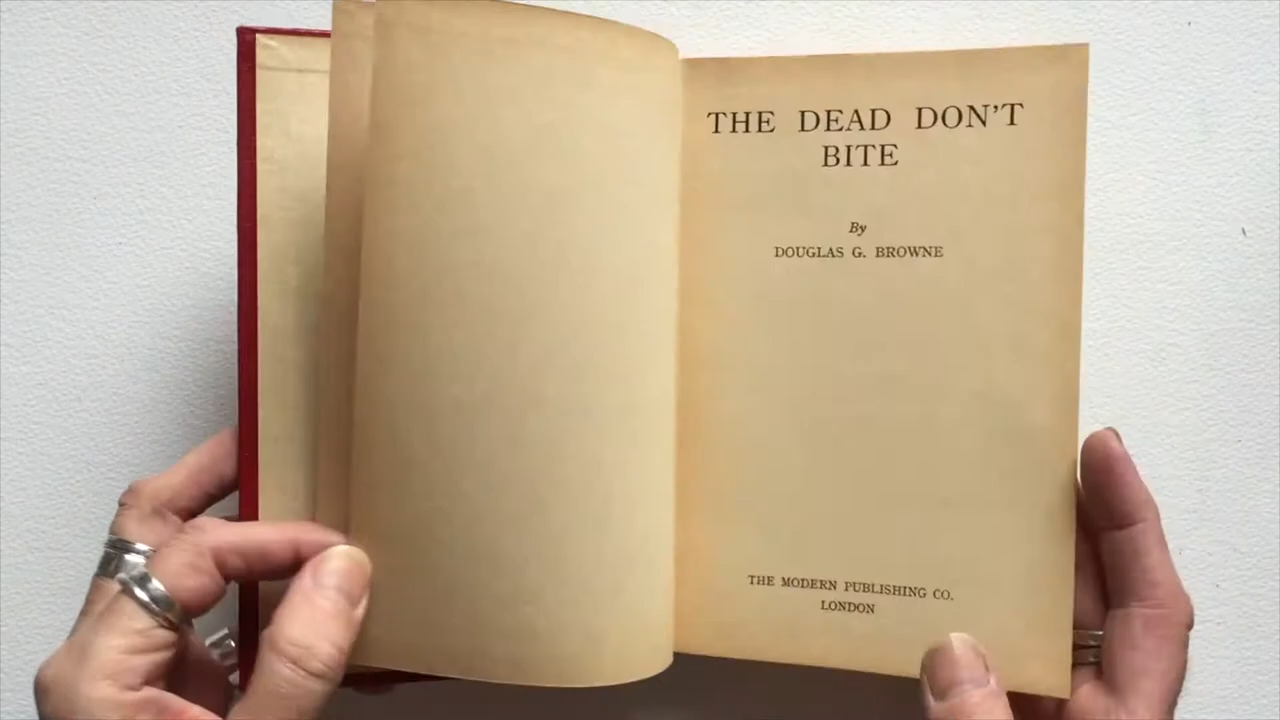 THE DEAD DON'T
BITE
By
DOUGLAS G. BROWNE
THE MODERN PUBLISHING CO.
LONDON